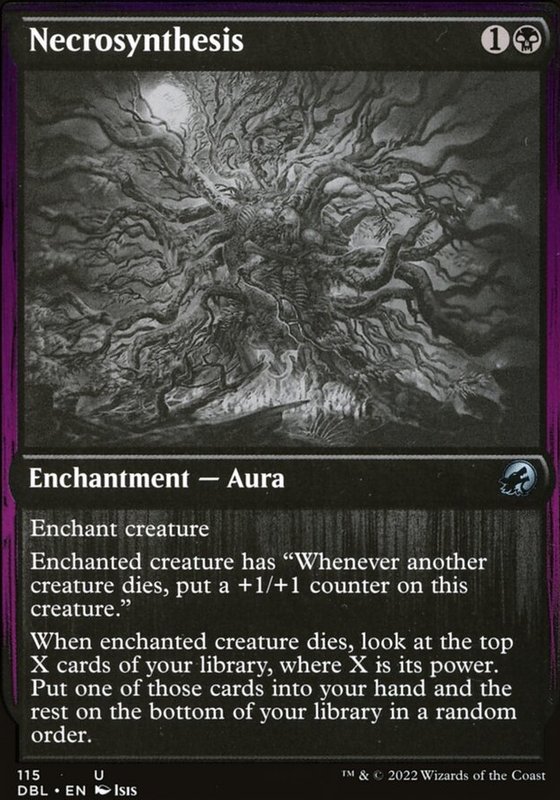 Necrosynthesis 1
Enchantment — Aura
Enchant creature
Enchanted creature has “Whenever another
creature dies, put a +1/+1 counter on this
creature.”
When enchanted creature dies, look at the top
X cards of your library, where X is its power.
Put one of those cards into your hand and the
rest on the bottom of your library in a random
order.
115 U
DBL • EN Isis
™ & © 2022 Wizards of the Coast